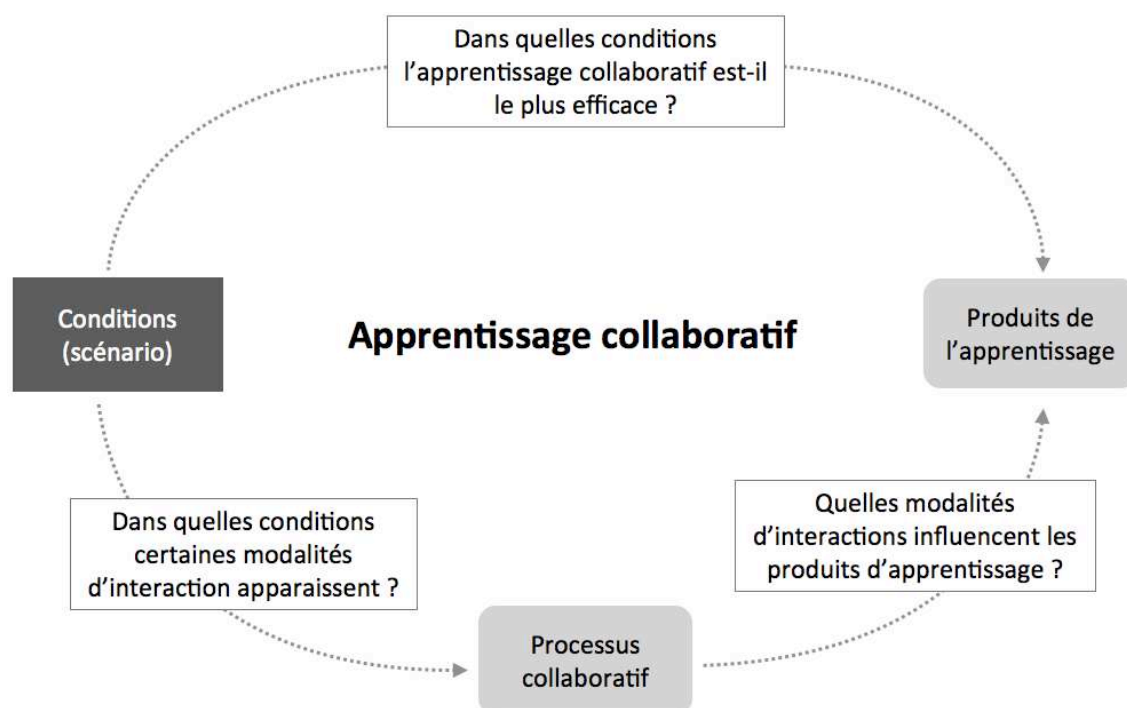 Dans quelles conditions
l’apprentissage collaboratif est-il
le plus efficace ?
Conditions
(scénario)
Apprentissage collaboratif
Produits de
l’apprentissage
Dans quelles conditions
certaines modalités
d’interaction apparaissent ?
Quelles modalités
d’interactions influencent les
produits d’apprentissage ?
Processus
collaboratif